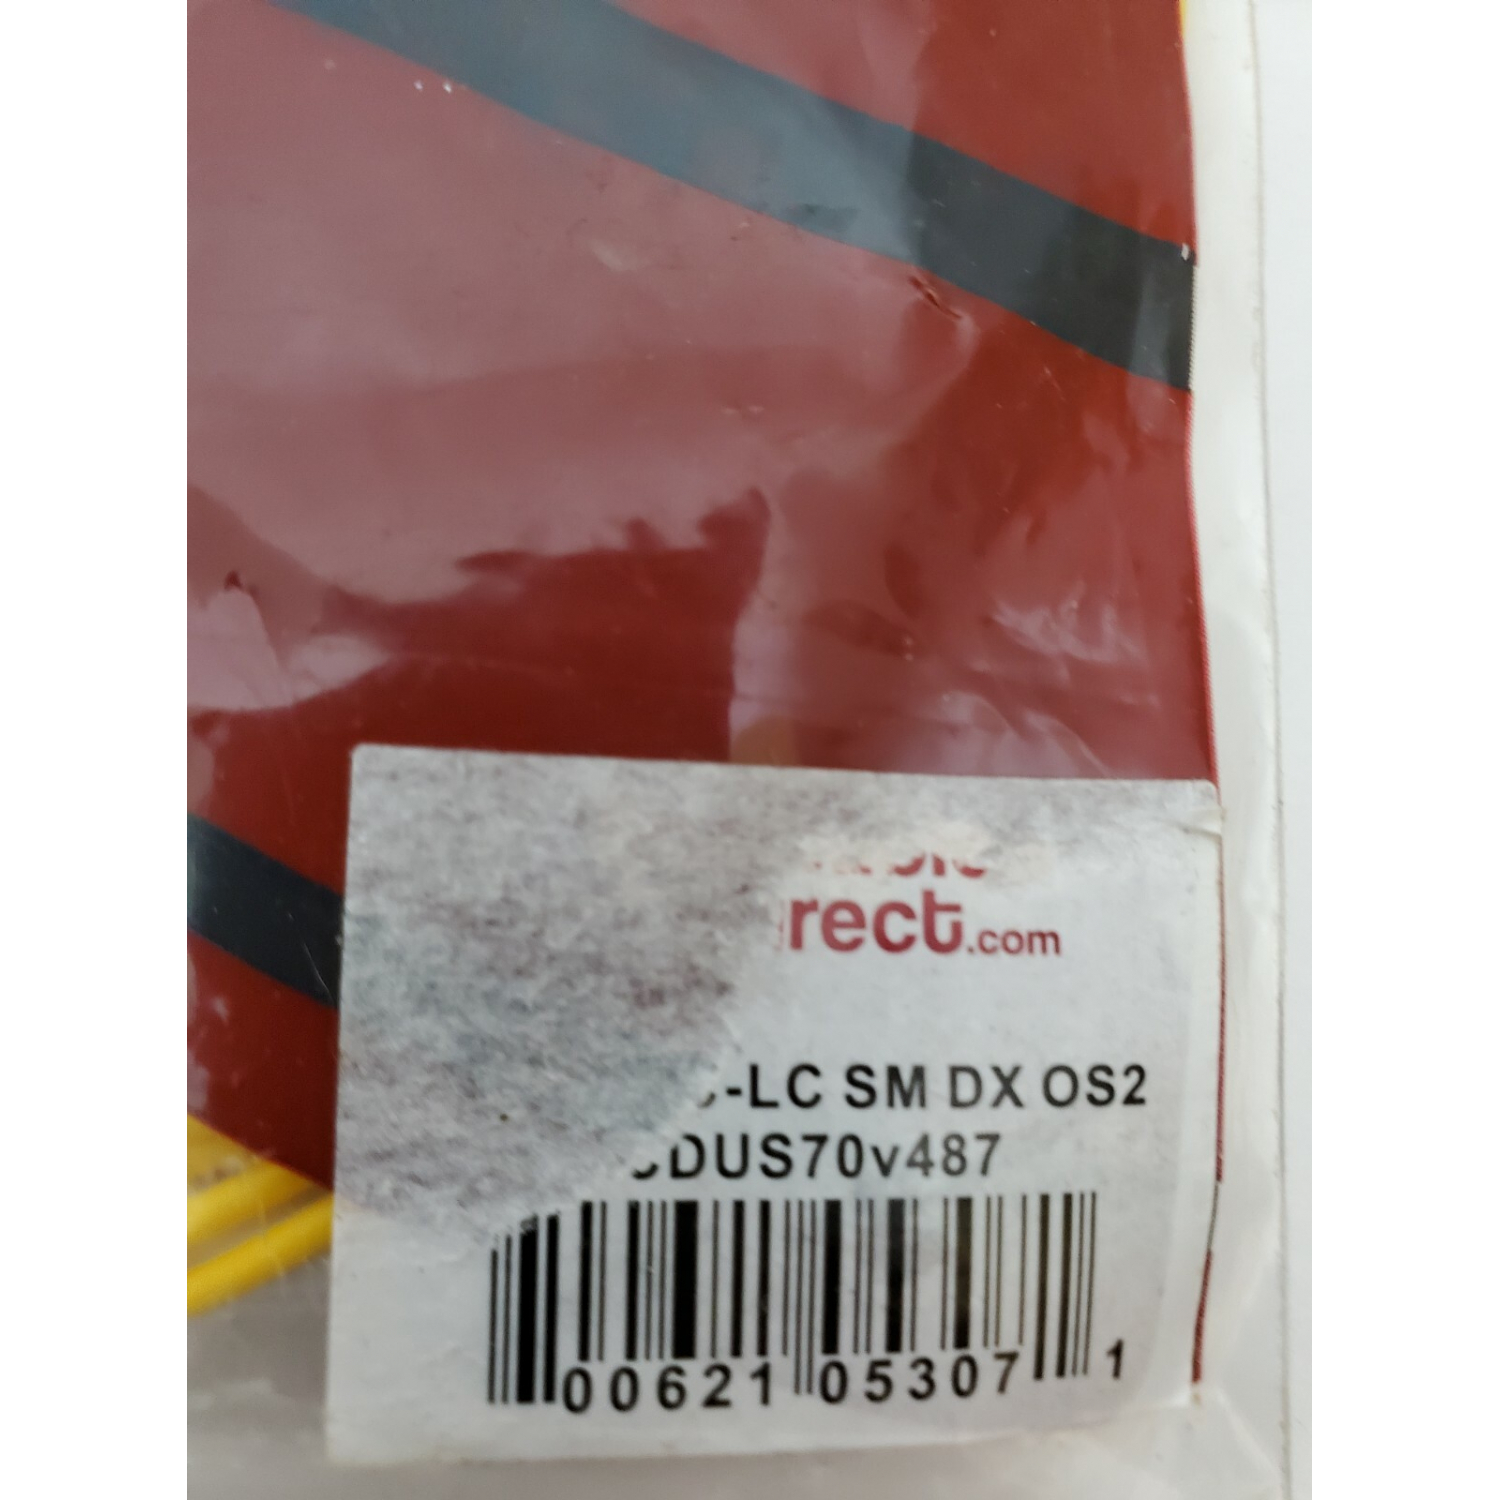 rect.com
-LC SM DX OS2
DUS70v487
00621 05307 1